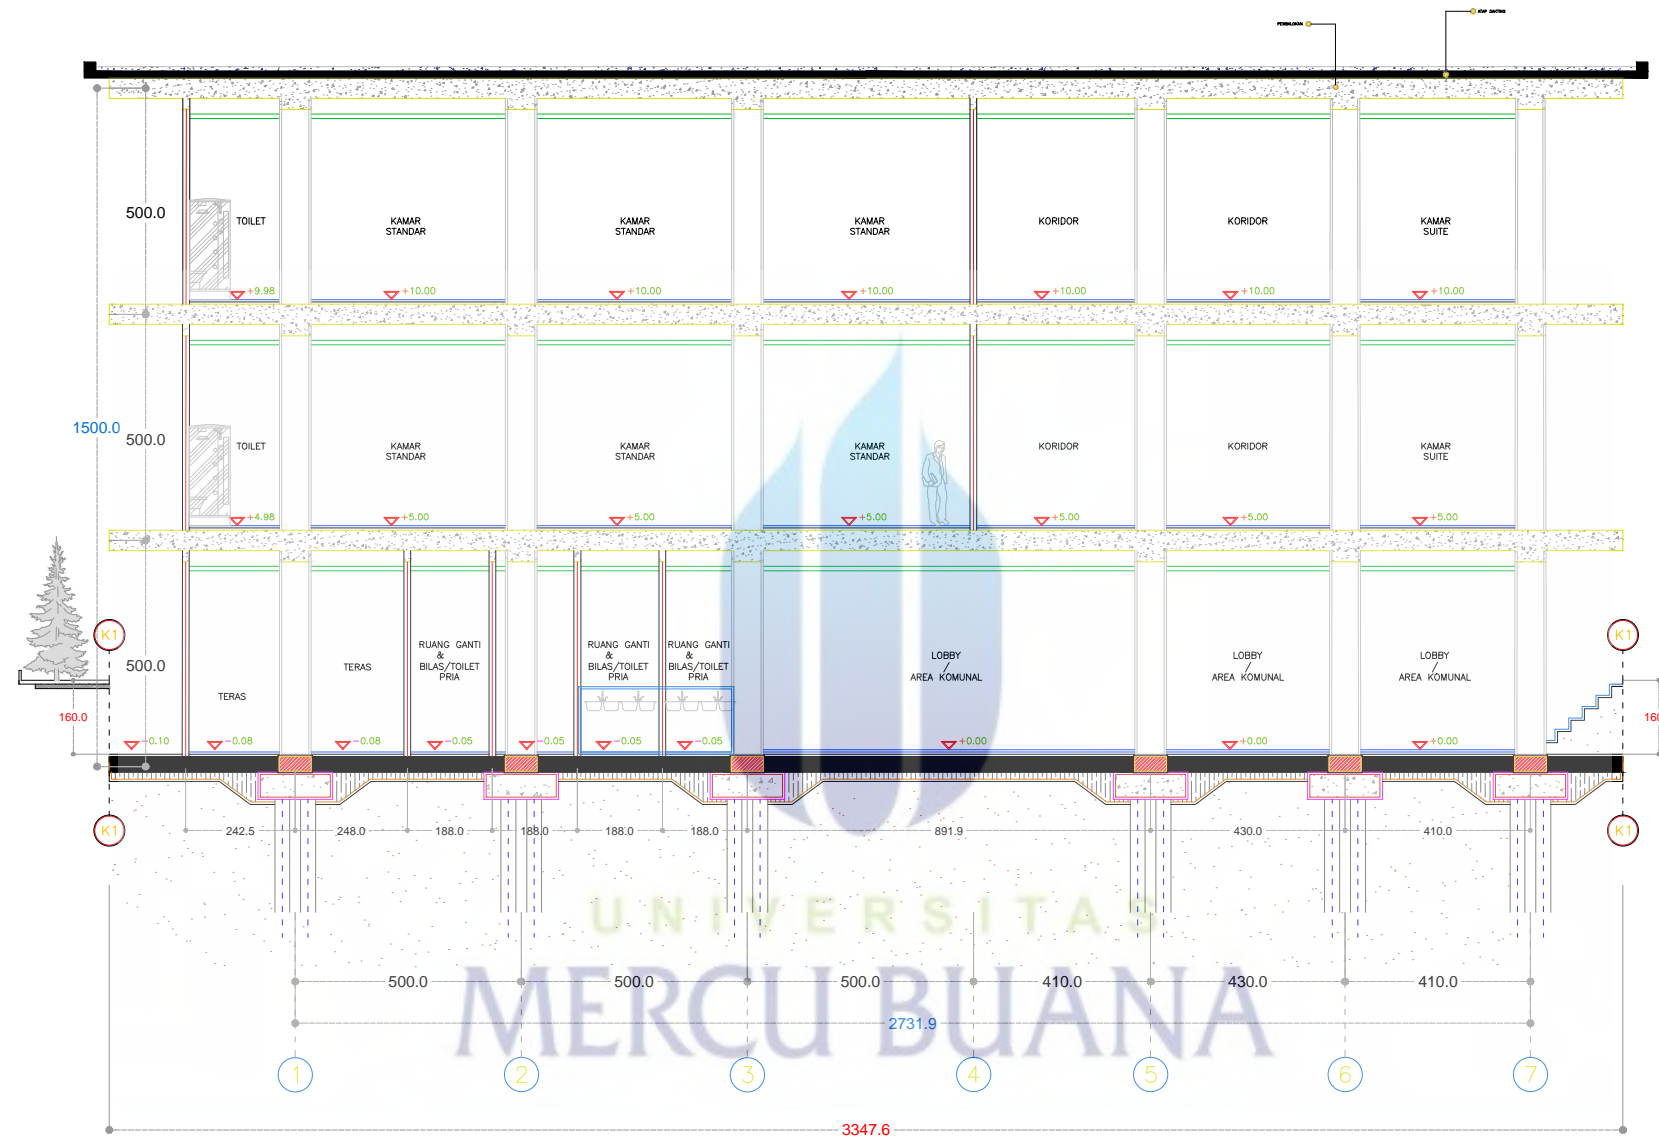 PEMBALOKAN
ATAP DAKTING
500.0
TOILET
KAMAR
STANDAR
KAMAR
STANDAR
KAMAR
STANDAR
KORIDOR
KORIDOR
KAMAR
SUITE
+9.98
+10.00
+10.00
+10.00
+10.00
+10.00
+10.00
1500.0
500.0
TOILET
KAMAR
STANDAR
KAMAR
STANDAR
KAMAR
STANDAR
KORIDOR
KORIDOR
KAMAR
SUITE
+4.98
+5.00
+5.00
+5.00
+5.00
+5.00
+5.00
K1
K1
500.0
TERAS
TERAS
RUANG GANTI
&
BILAS/TOILET
PRIA
RUANG GANTI
&
BILAS/TOILET
PRIA
RUANG GANTI
&
BILAS/TOILET
PRIA
LOBBY
/
AREA KOMUNAL
LOBBY
/
AREA KOMUNAL
LOBBY
/
AREA KOMUNAL
160.0
160
-0.10
-0.08
-0.08
-0.05
-0.05
-0.05
-0.05
+0.00
+0.00
+0.00
K1
K1
242.5
248.0
188.0
188.0
188.0
188.0
891.9
430.0
410.0
UNIVERSITAS
500.0
500.0
500.0
410.0
430.0
410.0
MERCU BUANA
2731.9
1
2
3
4
5
6
7
3347.6